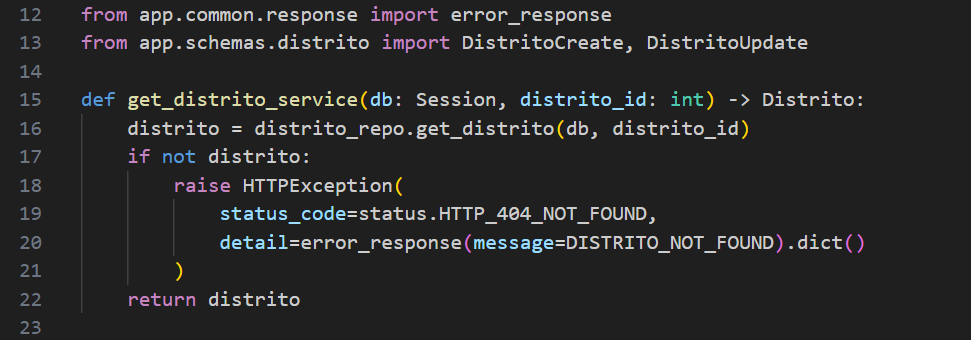 12 from app.common.response import error_response
13 from app.schemas.distrito import DistritoCreate, DistritoUpdate
14
15 def get_distrito_service(db: Session, distrito_id: int) -> Distrito:
16     distrito = distrito_repo.get_distrito(db, distrito_id)
17     if not distrito:
18         raise HTTPException(
19             status_code=status.HTTP_404_NOT_FOUND,
20             detail=error_response(message=DISTRITO_NOT_FOUND).dict()
21         )
22     return distrito
23